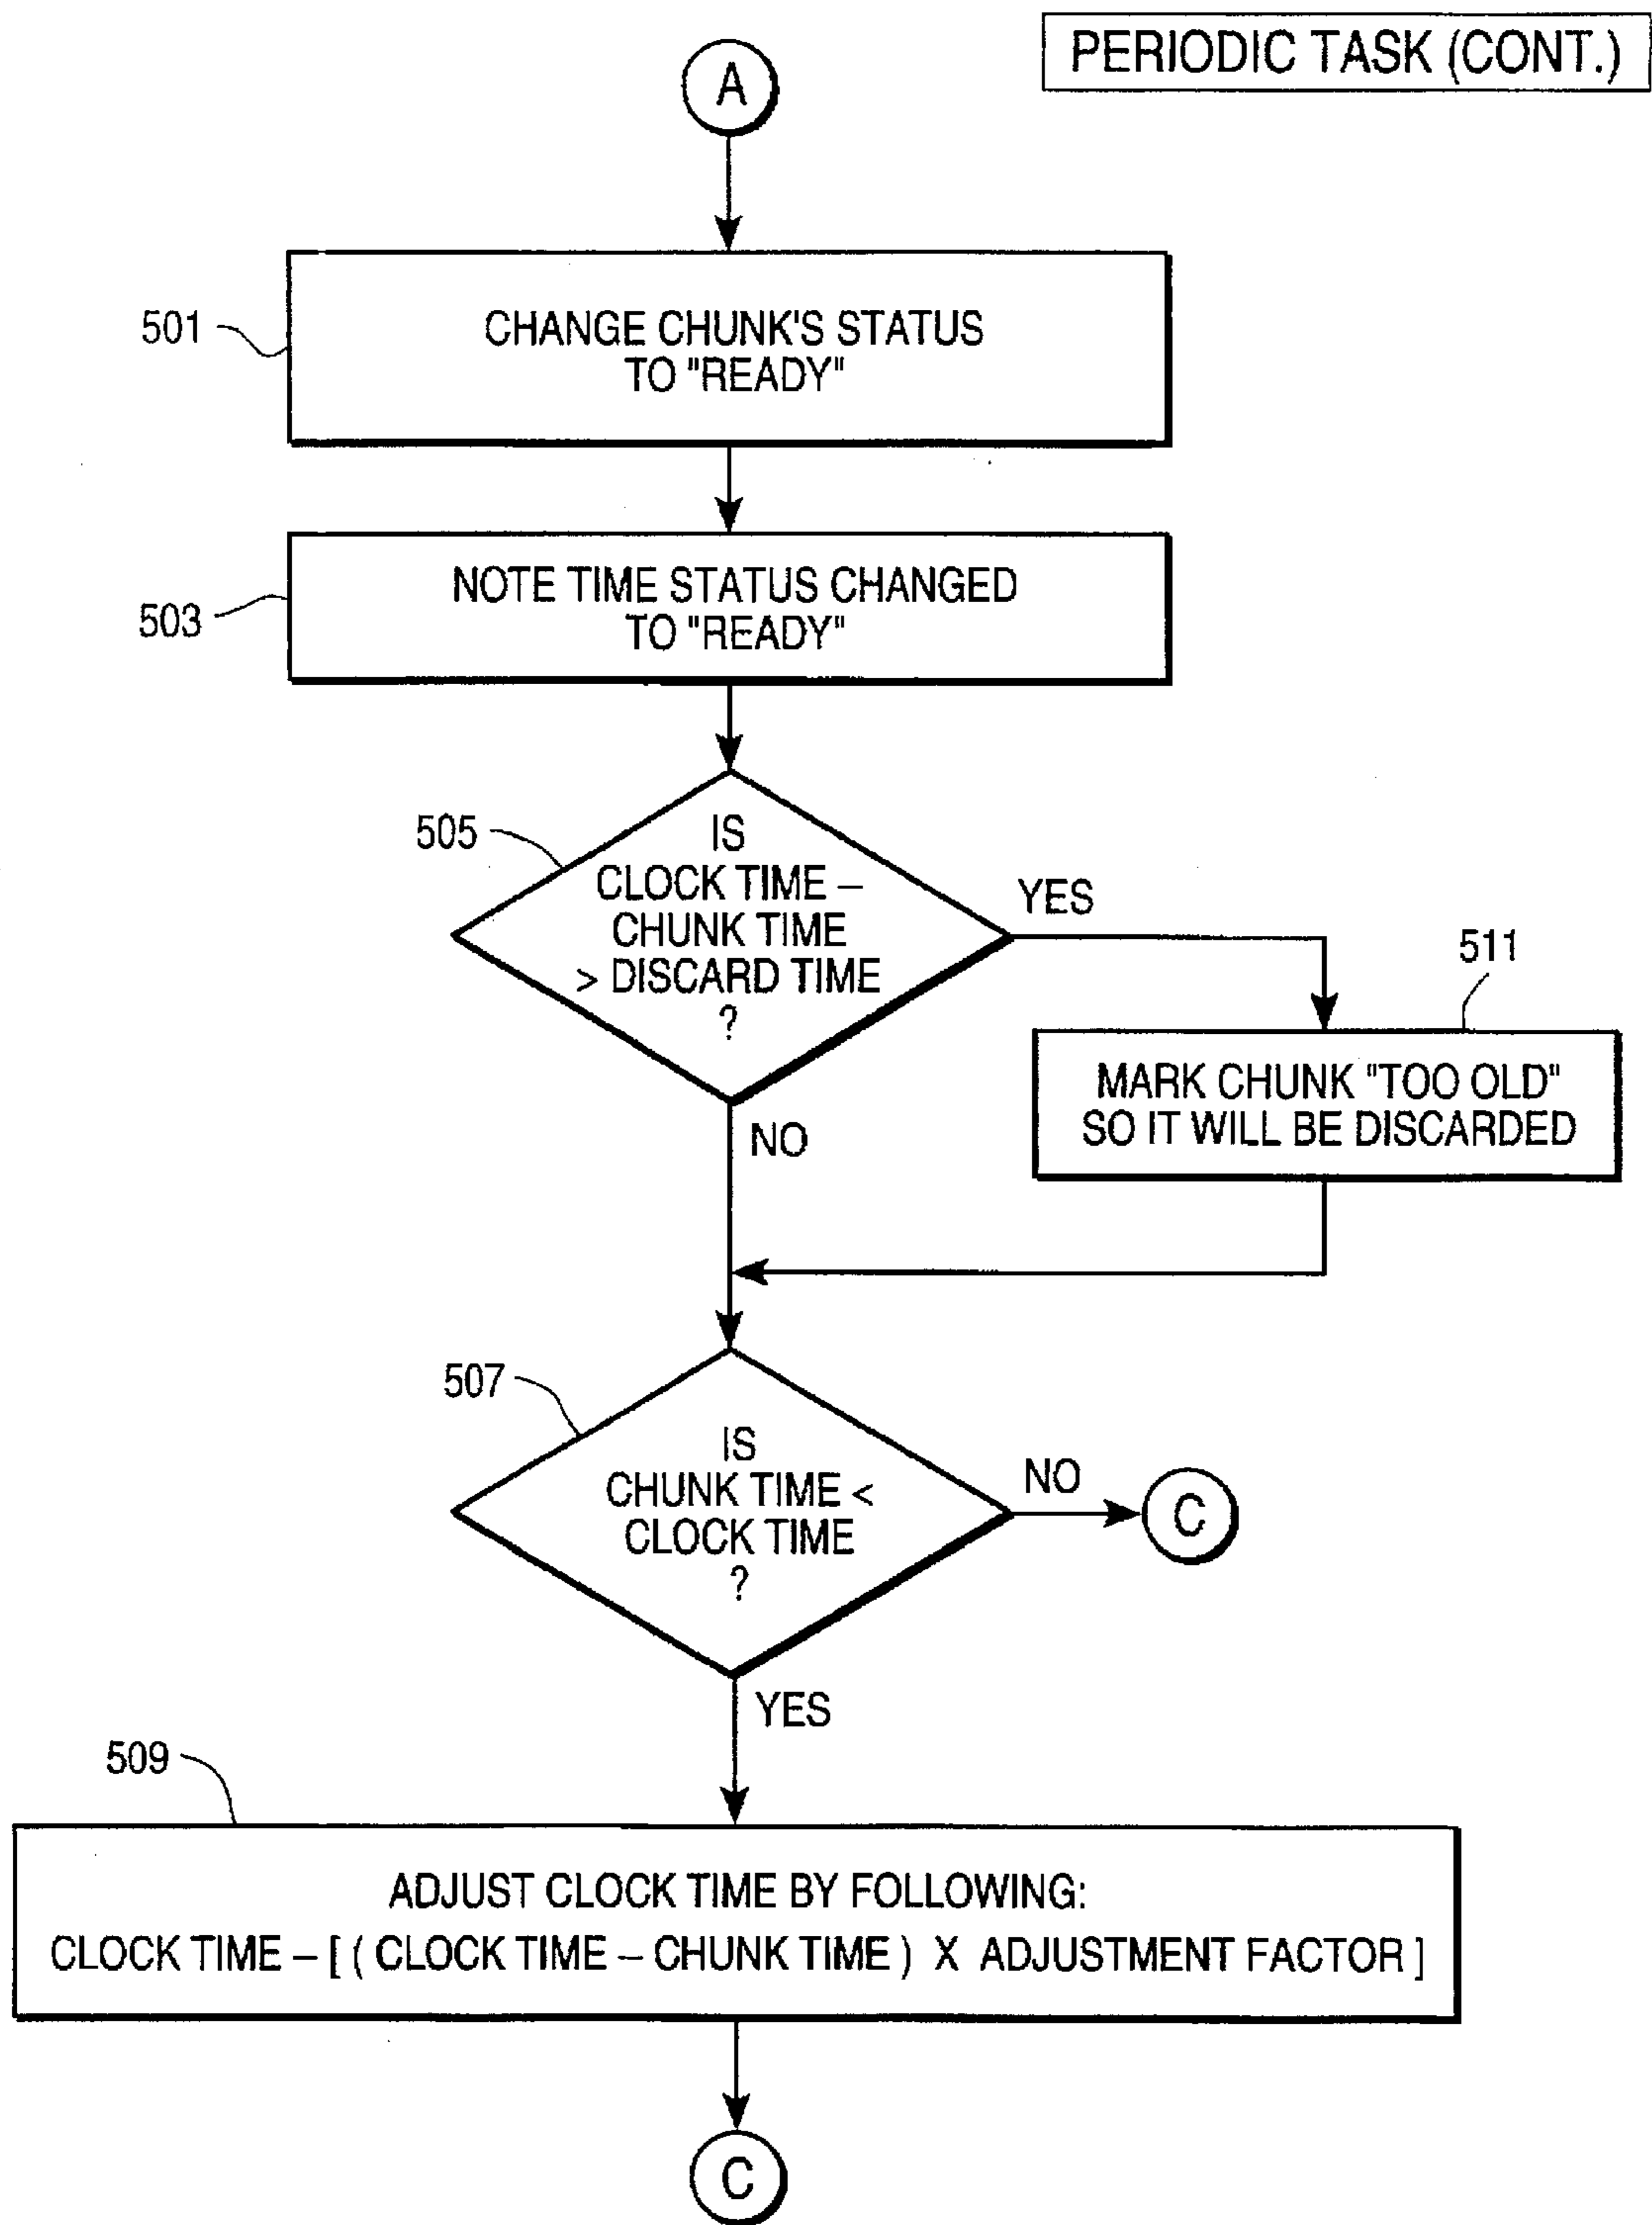 PERIODIC TASK (CONT.)
A
501
CHANGE CHUNK'S STATUS
TO "READY"
503
NOTE TIME STATUS CHANGED
TO "READY"
505
IS
CLOCK TIME –
CHUNK TIME
> DISCARD TIME
?
YES
NO
511
MARK CHUNK "TOO OLD"
SO IT WILL BE DISCARDED
507
IS
CHUNK TIME <
CLOCK TIME
?
NO
C
YES
509
ADJUST CLOCK TIME BY FOLLOWING:
CLOCK TIME – [ ( CLOCK TIME – CHUNK TIME ) X ADJUSTMENT FACTOR ]
C